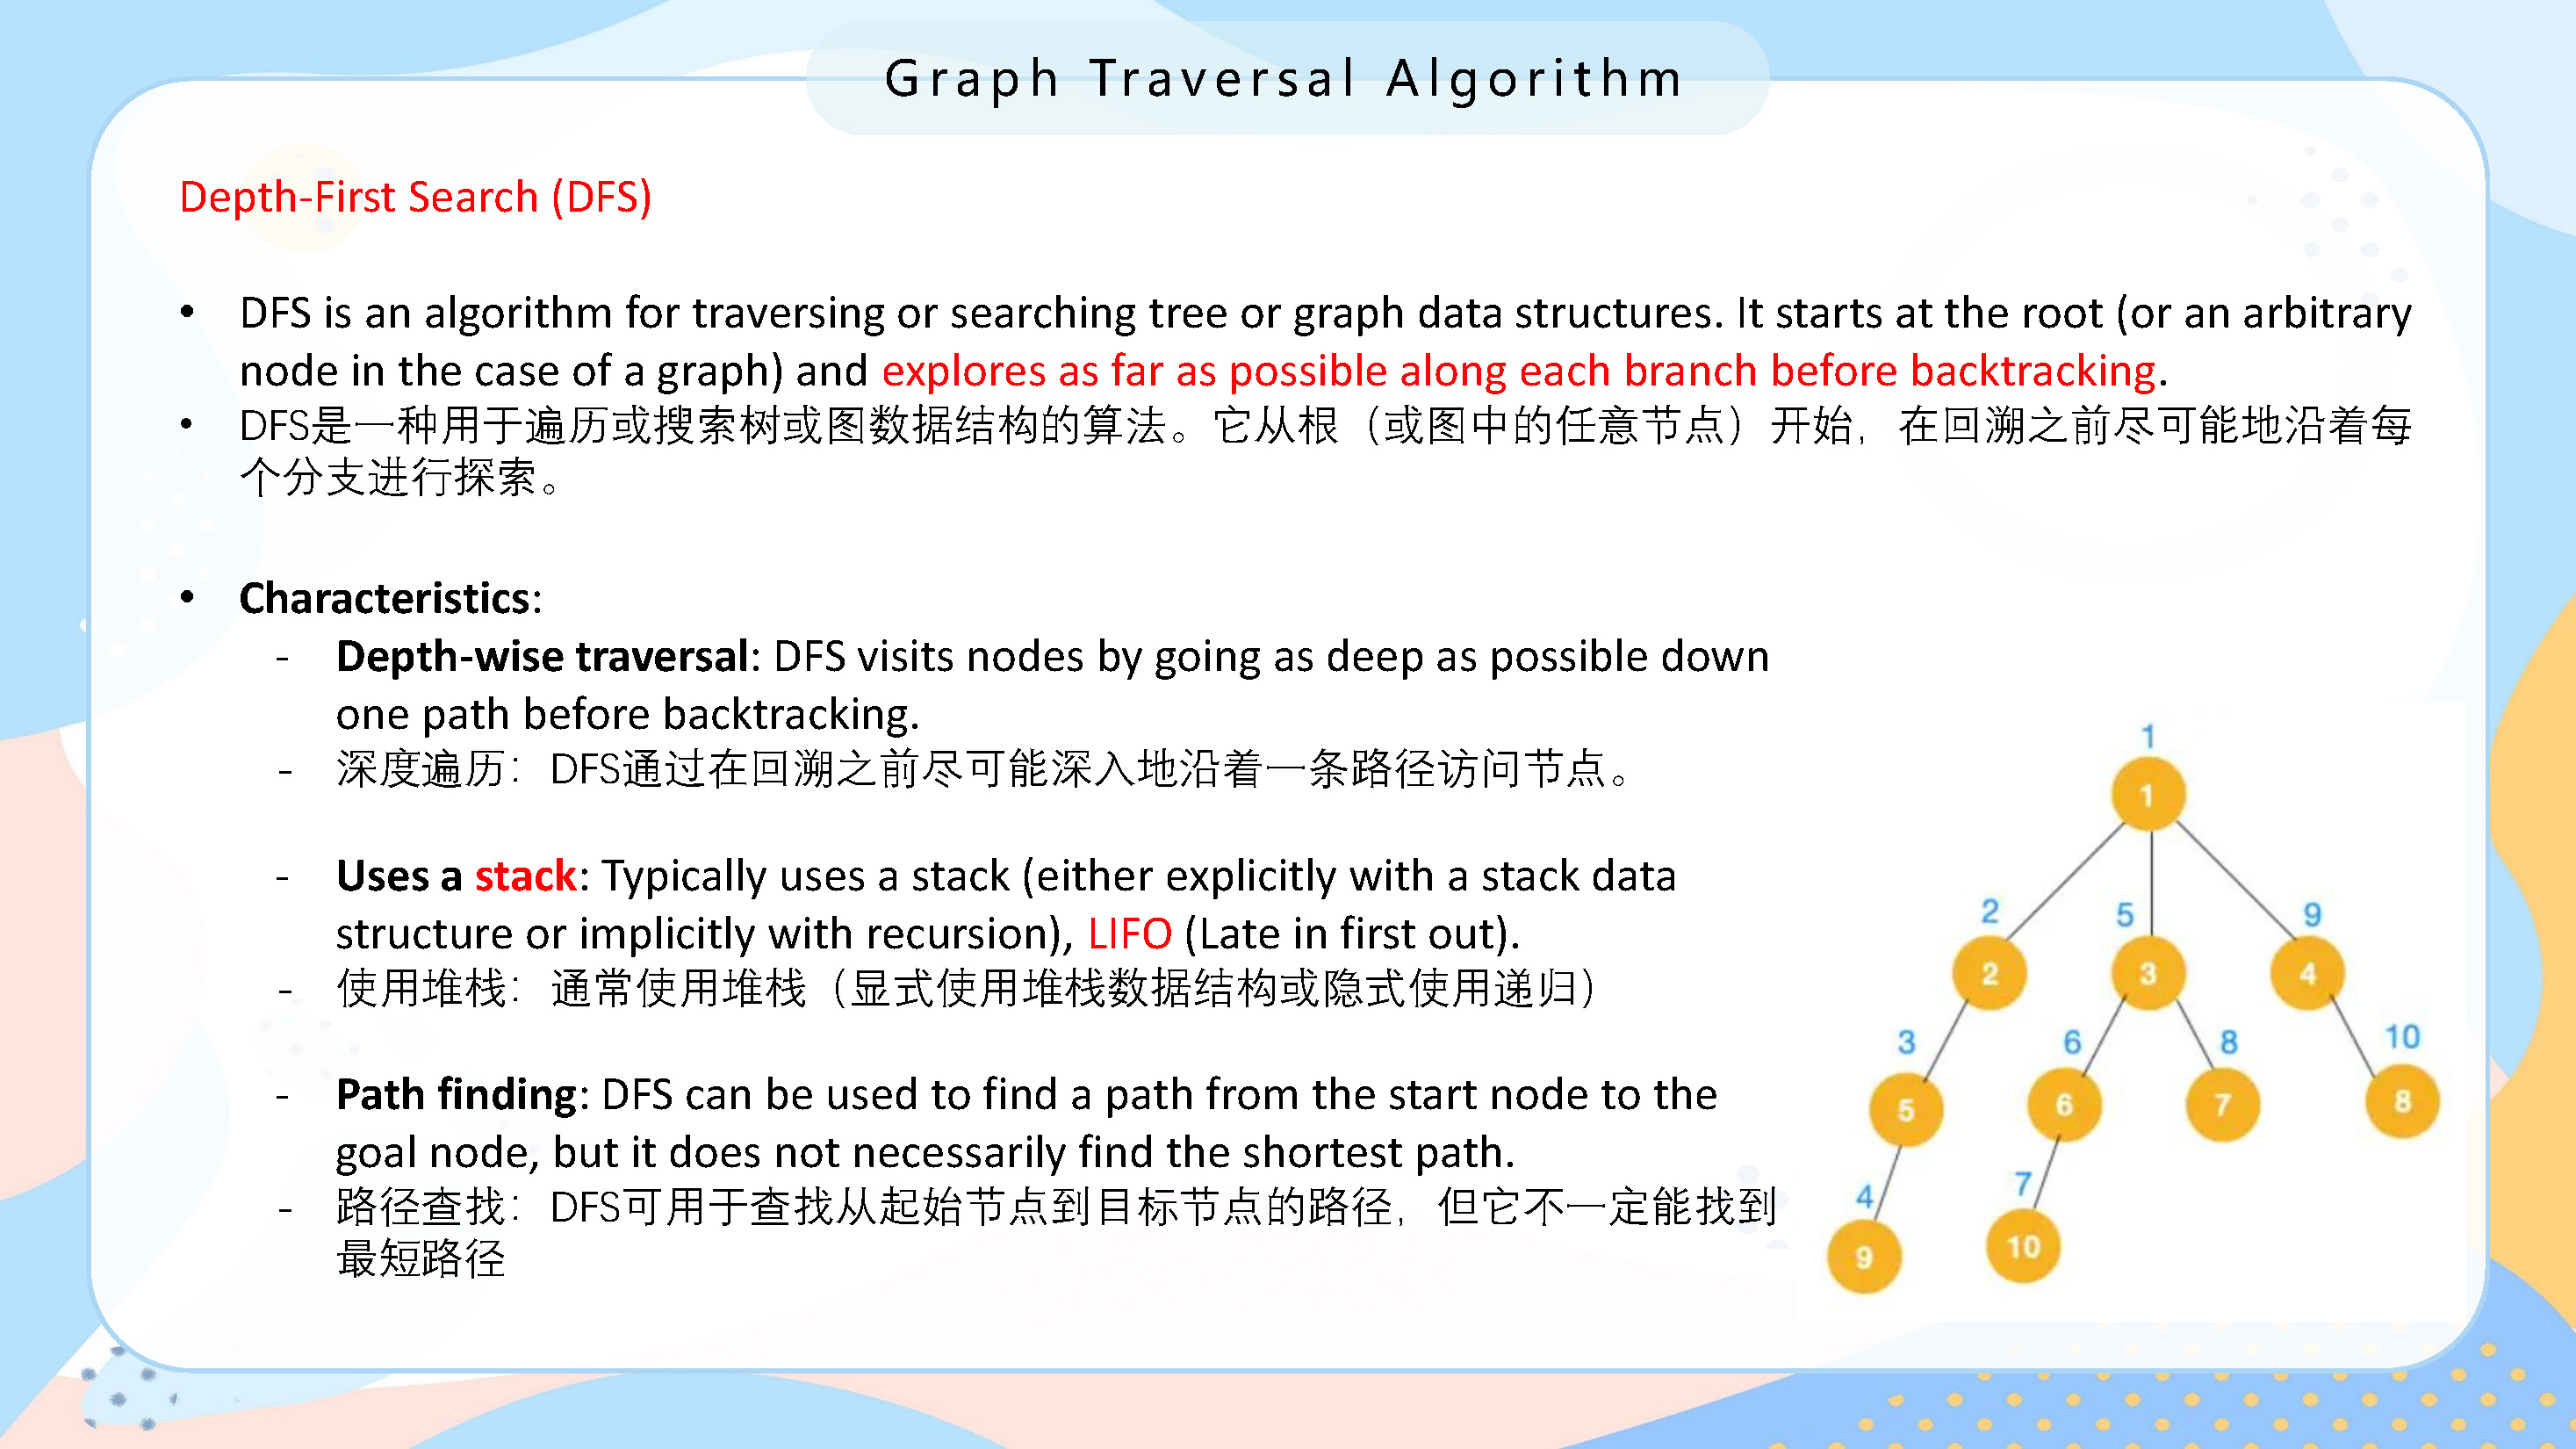 Graph Traversal Algorithm
Depth-First Search (DFS)
• DFS is an algorithm for traversing or searching tree or graph data structures. It starts at the root (or an arbitrary
node in the case of a graph) and explores as far as possible along each branch before backtracking.
• DFS是一种用于遍历或搜索树或图数据结构的算法。它从根（或图中的任意节点）开始，在回溯之前尽可能地沿着每
个分支进行探索。
• Characteristics:
- Depth-wise traversal: DFS visits nodes by going as deep as possible down
one path before backtracking.
- 深度遍历：DFS通过在回溯之前尽可能深入地沿着一条路径访问节点。
- Uses a stack: Typically uses a stack (either explicitly with a stack data
structure or implicitly with recursion), LIFO (Late in first out).
- 使用堆栈：通常使用堆栈（显式使用堆栈数据结构或隐式使用递归）
- Path finding: DFS can be used to find a path from the start node to the
goal node, but it does not necessarily find the shortest path.
- 路径查找：DFS可用于查找从起始节点到目标节点的路径，但它不一定能找到
最短路径
1
1
2 5 9
2 3 4
3 6 8 10
5 6 7 8
4 7
9 10